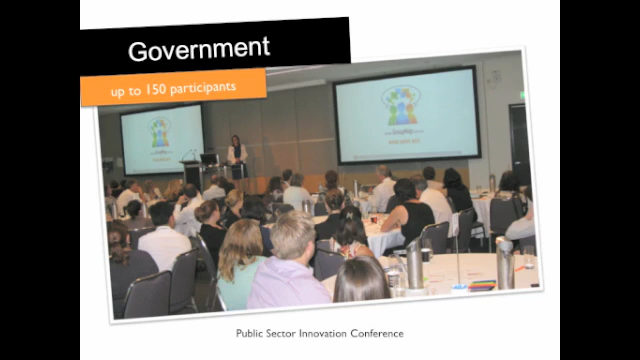 Government
up to 150 participants
Public Sector Innovation Conference